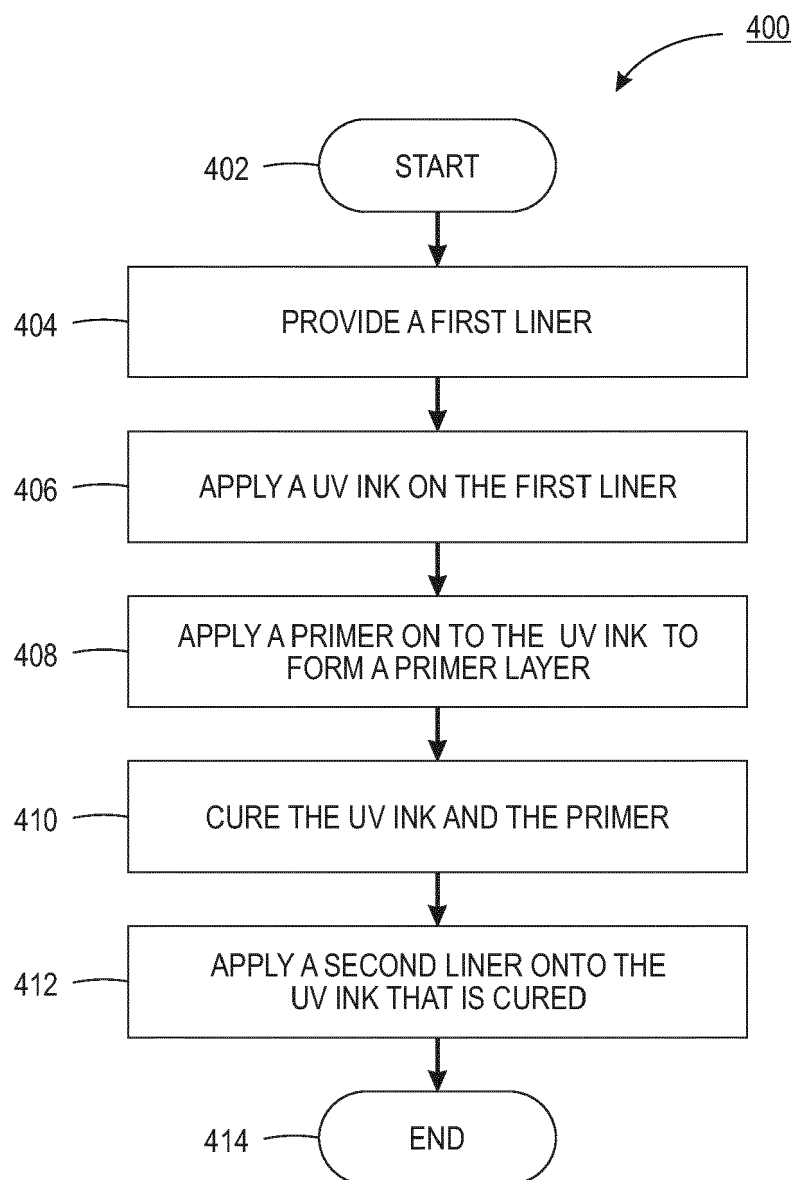 400
402
START
404
PROVIDE A FIRST LINER
406
APPLY A UV INK ON THE FIRST LINER
408
APPLY A PRIMER ON TO THE UV INK TO
FORM A PRIMER LAYER
410
CURE THE UV INK AND THE PRIMER
412
APPLY A SECOND LINER ONTO THE
UV INK THAT IS CURED
414
END